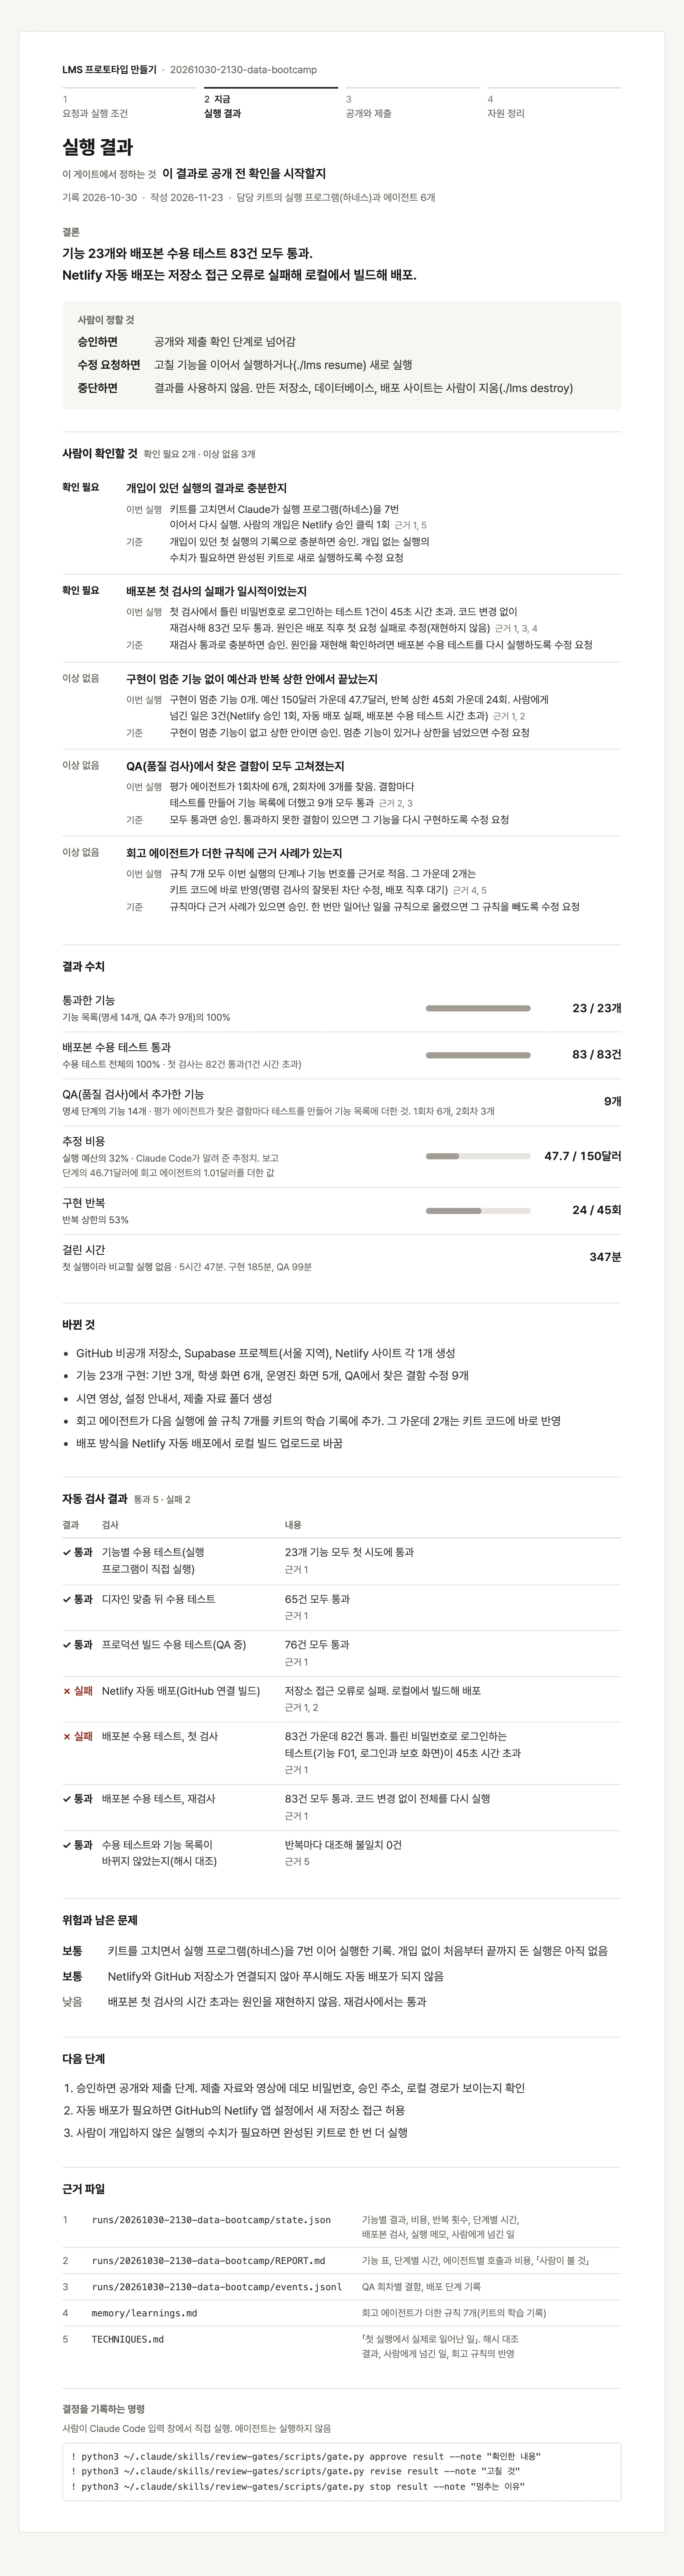 LMS 프로토타입 만들기 · 20261030-2130-data-bootcamp
1
요청과 실행 조건
2 지금
실행 결과
3
공개와 제출
4
자원 정리
실행 결과
이 게이트에서 정하는 것 이 결과로 공개 전 확인을 시작할지
기록 2026-10-30 · 작성 2026-11-23 · 담당 키트의 실행 프로그램(하네스)과 에이전트 6개
결론
기능 23개와 배포본 수용 테스트 83건 모두 통과.
Netlify 자동 배포는 저장소 접근 오류로 실패해 로컬에서 빌드해 배포.
사람이 정할 것
승인하면 공개와 제출 확인 단계로 넘어감
수정 요청하면 고칠 기능을 이어서 실행하거나(./lms resume) 새로 실행
중단하면 결과를 사용하지 않음. 만든 저장소, 데이터베이스, 배포 사이트는 사람이 지움(./lms destroy)
사람이 확인할 것 확인 필요 2개 · 이상 없음 3개
확인 필요 개입이 있던 실행의 결과로 충분한지
이번 실행 키트를 고치면서 Claude가 실행 프로그램(하네스)을 7번
이어서 다시 실행. 사람의 개입은 Netlify 승인 클릭 1회 근거 1, 5
기준 개입이 있던 첫 실행의 기록으로 충분하면 승인. 개입 없는 실행의
수치가 필요하면 완성된 키트로 새로 실행하도록 수정 요청
확인 필요 배포본 첫 검사의 실패가 일시적이었는지
이번 실행 첫 검사에서 틀린 비밀번호로 로그인하는 테스트 1건이 45초 시간 초과. 코드 변경 없이
재검사해 83건 모두 통과. 원인은 배포 직후 첫 요청 실패로 추정(재현하지 않음) 근거 1, 3, 4
기준 재검사 통과로 충분하면 승인. 원인을 재현해 확인하려면 배포본 수용 테스트를 다시 실행하도록 수정 요청
이상 없음 구현이 멈춘 기능 없이 예산과 반복 상한 안에서 끝났는지
이번 실행 구현이 멈춘 기능 0개. 예산 150달러 가운데 47.7달러, 반복 상한 45회 가운데 24회. 사람에게
넘긴 일은 3건(Netlify 승인 1회, 자동 배포 실패, 배포본 수용 테스트 시간 초과) 근거 1, 2
기준 구현이 멈춘 기능이 없고 상한 안이면 승인. 멈춘 기능이 있거나 상한을 넘었으면 수정 요청
이상 없음 QA(품질 검사)에서 찾은 결함이 모두 고쳐졌는지
이번 실행 평가 에이전트가 1회차에 6개, 2회차에 3개를 찾음. 결함마다
테스트를 만들어 기능 목록에 더했고 9개 모두 통과 근거 2, 3
기준 모두 통과면 승인. 통과하지 못한 결함이 있으면 그 기능을 다시 구현하도록 수정 요청
이상 없음 회고 에이전트가 더한 규칙에 근거 사례가 있는지
이번 실행 규칙 7개 모두 이번 실행의 단계나 기능 번호를 근거로 적음. 그 가운데 2개는
키트 코드에 바로 반영(명령 검사의 잘못된 차단 수정, 배포 직후 대기) 근거 4, 5
기준 규칙마다 근거 사례가 있으면 승인. 한 번만 일어난 일을 규칙으로 올렸으면 그 규칙을 빼도록 수정 요청
결과 수치
통과한 기능
기능 목록(명세 14개, QA 추가 9개)의 100%
23 / 23개
배포본 수용 테스트 통과
수용 테스트 전체의 100% · 첫 검사는 82건 통과(1건 시간 초과)
83 / 83건
QA(품질 검사)에서 추가한 기능
명세 단계의 기능 14개 · 평가 에이전트가 찾은 결함마다 테스트를 만들어 기능 목록에 더한 것. 1회차 6개, 2회차 3개
9개
추정 비용
실행 예산의 32% · Claude Code가 알려 준 추정치. 보고
단계의 46.71달러에 회고 에이전트의 1.01달러를 더한 값
47.7 / 150달러
구현 반복
반복 상한의 53%
24 / 45회
걸린 시간
첫 실행이라 비교할 실행 없음 · 5시간 47분. 구현 185분, QA 99분
347분
바뀐 것
• GitHub 비공개 저장소, Supabase 프로젝트(서울 지역), Netlify 사이트 각 1개 생성
• 기능 23개 구현: 기반 3개, 학생 화면 6개, 운영진 화면 5개, QA에서 찾은 결함 수정 9개
• 시연 영상, 설정 안내서, 제출 자료 폴더 생성
• 회고 에이전트가 다음 실행에 쓸 규칙 7개를 키트의 학습 기록에 추가. 그 가운데 2개는 키트 코드에 바로 반영
• 배포 방식을 Netlify 자동 배포에서 로컬 빌드 업로드로 바꿈
자동 검사 결과 통과 5 · 실패 2
결과 검사 내용
✓ 통과 기능별 수용 테스트(실행
프로그램이 직접 실행)
23개 기능 모두 첫 시도에 통과
근거 1
✓ 통과 디자인 맞춤 뒤 수용 테스트 65건 모두 통과
근거 1
✓ 통과 프로덕션 빌드 수용 테스트(QA 중) 76건 모두 통과
근거 1
✕ 실패 Netlify 자동 배포(GitHub 연결 빌드) 저장소 접근 오류로 실패. 로컬에서 빌드해 배포
근거 1, 2
✕ 실패 배포본 수용 테스트, 첫 검사 83건 가운데 82건 통과. 틀린 비밀번호로 로그인하는
테스트(기능 F01, 로그인과 보호 화면)이 45초 시간 초과
근거 1
✓ 통과 배포본 수용 테스트, 재검사 83건 모두 통과. 코드 변경 없이 전체를 다시 실행
근거 1
✓ 통과 수용 테스트와 기능 목록이
바뀌지 않았는지(해시 대조)
반복마다 대조해 불일치 0건
근거 5
위험과 남은 문제
보통 키트를 고치면서 실행 프로그램(하네스)을 7번 이어 실행한 기록. 개입 없이 처음부터 끝까지 돈 실행은 아직 없음
보통 Netlify와 GitHub 저장소가 연결되지 않아 푸시해도 자동 배포가 되지 않음
낮음 배포본 첫 검사의 시간 초과는 원인을 재현하지 않음. 재검사에서는 통과
다음 단계
1. 승인하면 공개와 제출 단계. 제출 자료와 영상에 데모 비밀번호, 승인 주소, 로컬 경로가 보이는지 확인
2. 자동 배포가 필요하면 GitHub의 Netlify 앱 설정에서 새 저장소 접근 허용
3. 사람이 개입하지 않은 실행의 수치가 필요하면 완성된 키트로 한 번 더 실행
근거 파일
1 runs/20261030-2130-data-bootcamp/state.json 기능별 결과, 비용, 반복 횟수, 단계별 시간,
배포본 검사, 실행 메모, 사람에게 넘긴 일
2 runs/20261030-2130-data-bootcamp/REPORT.md 기능 표, 단계별 시간, 에이전트별 호출과 비용, 「사람이 볼 것」
3 runs/20261030-2130-data-bootcamp/events.jsonl QA 회차별 결함, 배포 단계 기록
4 memory/learnings.md 회고 에이전트가 더한 규칙 7개(키트의 학습 기록)
5 TECHNIQUES.md 「첫 실행에서 실제로 일어난 일」. 해시 대조
결과, 사람에게 넘긴 일, 회고 규칙의 반영
결정을 기록하는 명령
사람이 Claude Code 입력 창에서 직접 실행. 에이전트는 실행하지 않음
! python3 ~/.claude/skills/review-gates/scripts/gate.py approve result --note "확인한 내용"
! python3 ~/.claude/skills/review-gates/scripts/gate.py revise result --note "고칠 것"
! python3 ~/.claude/skills/review-gates/scripts/gate.py stop result --note "멈추는 이유"